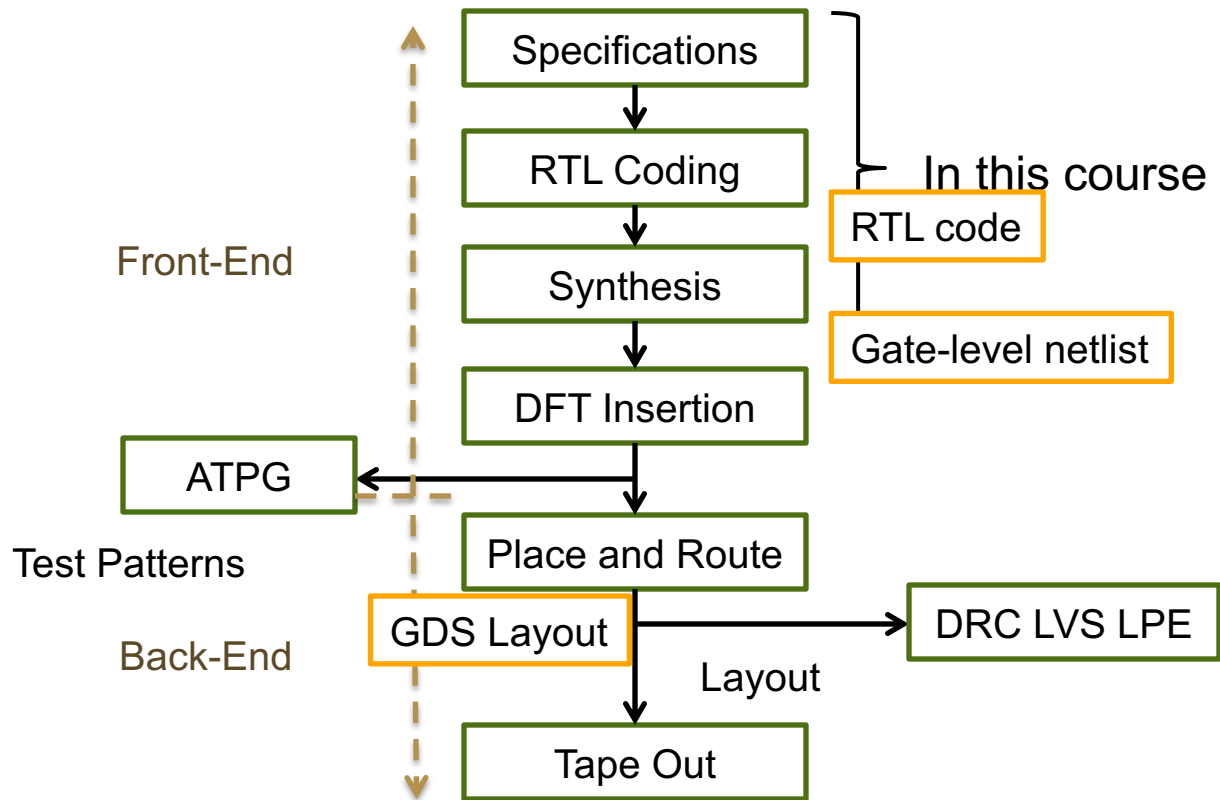 Specifications
RTL Coding
In this course
RTL code
Front-End
Synthesis
Gate-level netlist
DFT Insertion
ATPG
Place and Route
Test Patterns
GDS Layout
DRC LVS LPE
Back-End
Layout
Tape Out